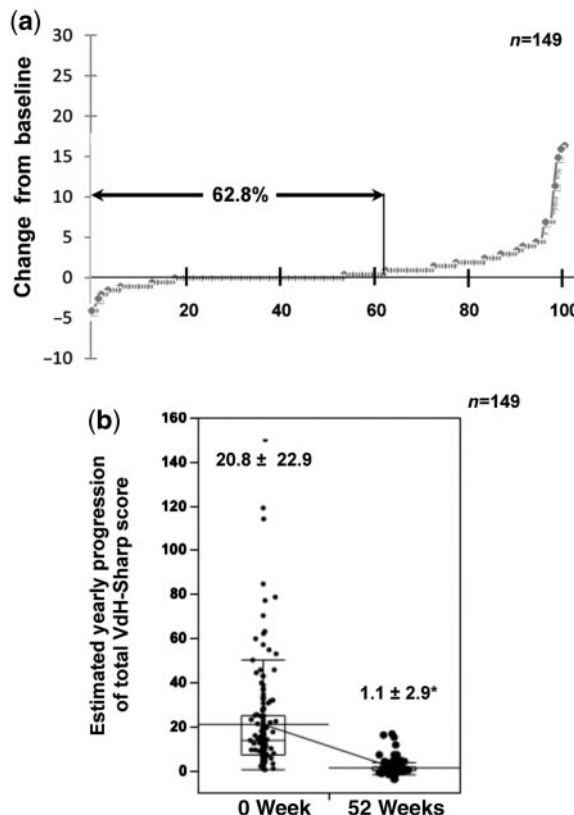 (a)
n=149
Change from baseline
30
25
20
15
10
5
0
–5
–10
62.8%
20 40 60 80 100
(b)
n=149
Estimated yearly progression
of total VdH-Sharp score
160
140
120
100
80
60
40
20
0
20.8 ± 22.9
1.1 ± 2.9*
0 Week 52 Weeks